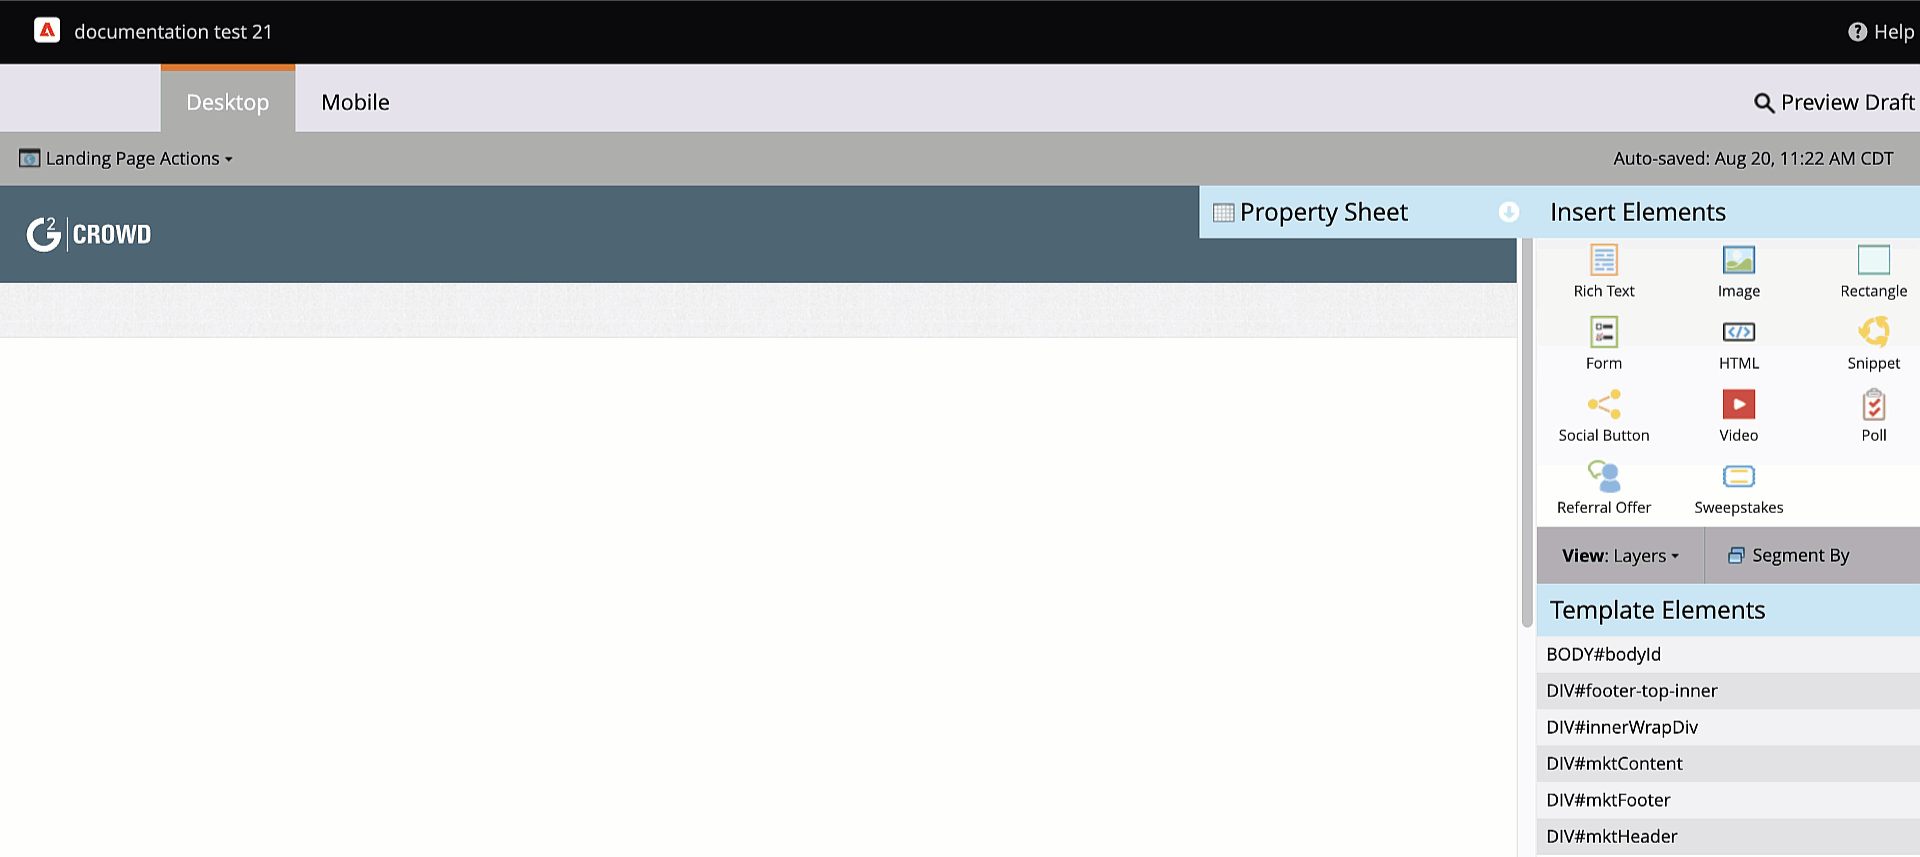 documentation test 21
Help
Desktop
Mobile
Preview Draft
Landing Page Actions
Auto-saved: Aug 20, 11:22 AM CDT
G2 CROWD
Property Sheet
Insert Elements
Rich Text
Image
Rectangle
Form
HTML
Snippet
Social Button
Video
Poll
Referral Offer
Sweepstakes
View: Layers
Segment By
Template Elements
BODY#bodyId
DIV#footer-top-inner
DIV#innerWrapDiv
DIV#mktContent
DIV#mktFooter
DIV#mktHeader